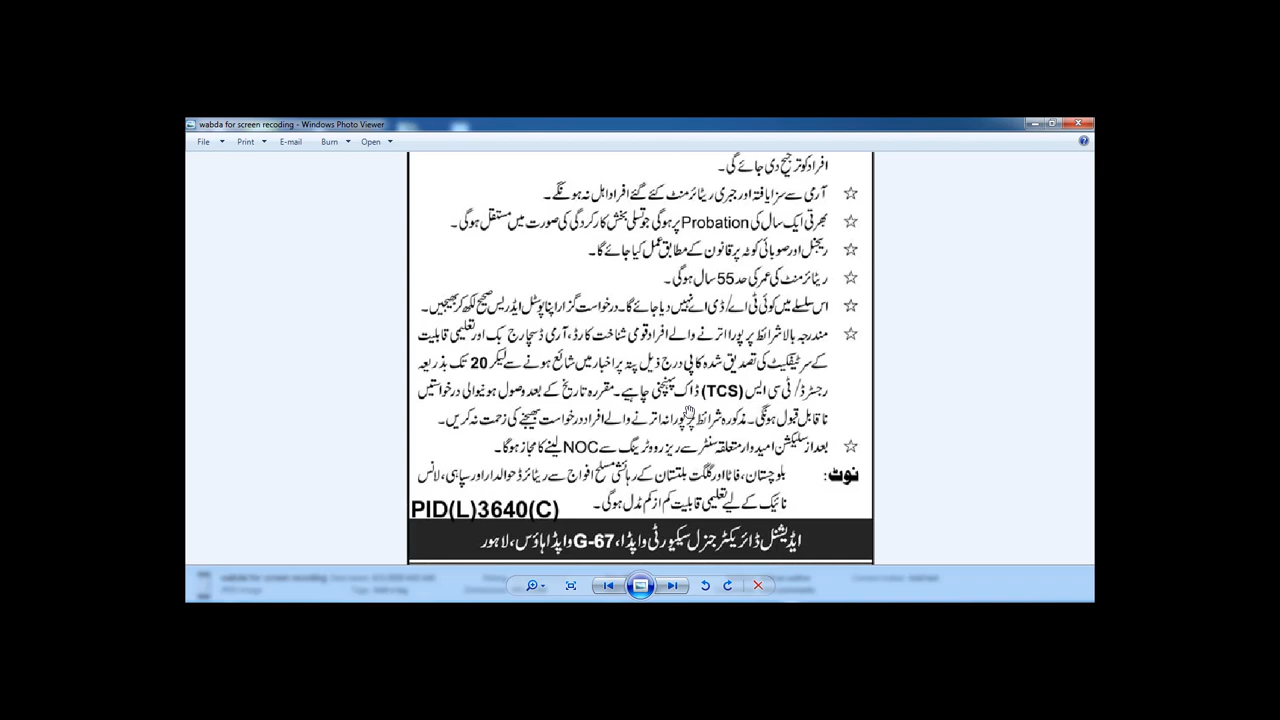 wabda for screen recoding - Windows Photo Viewer
File Print E-mail Burn Open
افراد کو ترجیح دی جائے گی۔
☆ آرمی سے سزا یافتہ اور جبری ریٹائرمنٹ کئے گئے افراد اہل نہ ہونگے۔
☆ بھرتی ایک سال کی Probation پر ہوگی جو تسلی بخش کارکردگی کی صورت میں مستقل ہوگی۔
☆ ریجنل اور صوبائی کوٹہ پر قانون کے مطابق عمل کیا جائے گا۔
☆ ریٹائرمنٹ کی عمر کی حد 55 سال ہوگی۔
☆ اس سلسلے میں کوئی ٹی اے/ڈی اے نہیں دیا جائے گا۔ درخواست گزار اپنا پوسٹل ایڈریس صحیح لکھ کر بھیجیں۔
☆ مندرجہ بالا شرائط پر پورا اترنے والے افراد قومی شناخت کارڈ، آرمی ڈسچارج بک اور تعلیمی قابلیت
کے سرٹیفکیٹ کی تصدیق شدہ کاپی درج ذیل پتہ پر اخبار میں شائع ہونے سے لیکر 20 تک بذریعہ
رجسٹرڈ/ٹی سی ایس (TCS) ڈاک پہنچنی چاہیے۔ مقررہ تاریخ کے بعد وصول ہونیوالی درخواستیں
نا قابل قبول ہونگی۔ مذکورہ شرائط پر پورا نہ اترنے والے افراد درخواست بھیجنے کی زحمت نہ کریں۔
☆ بعد از سلیکشن امیدوار متعلقہ سنٹر سے ریزرو وٹرینگ سے NOC لینے کا مجاز ہوگا۔
نوٹ: بلوچستان، فاٹا اور گلگت بلتستان کے رہائشی مسلح افواج سے ریٹائرڈ حوالدار اور سپاہی، لانس
نائیک کے لیے تعلیمی قابلیت کم از کم مڈل ہوگی۔
PID(L)3640(C)
ایڈیشنل ڈائریکٹر جنرل سیکیورٹی واپڈا، G-67 واپڈا ہاؤس، لاہور